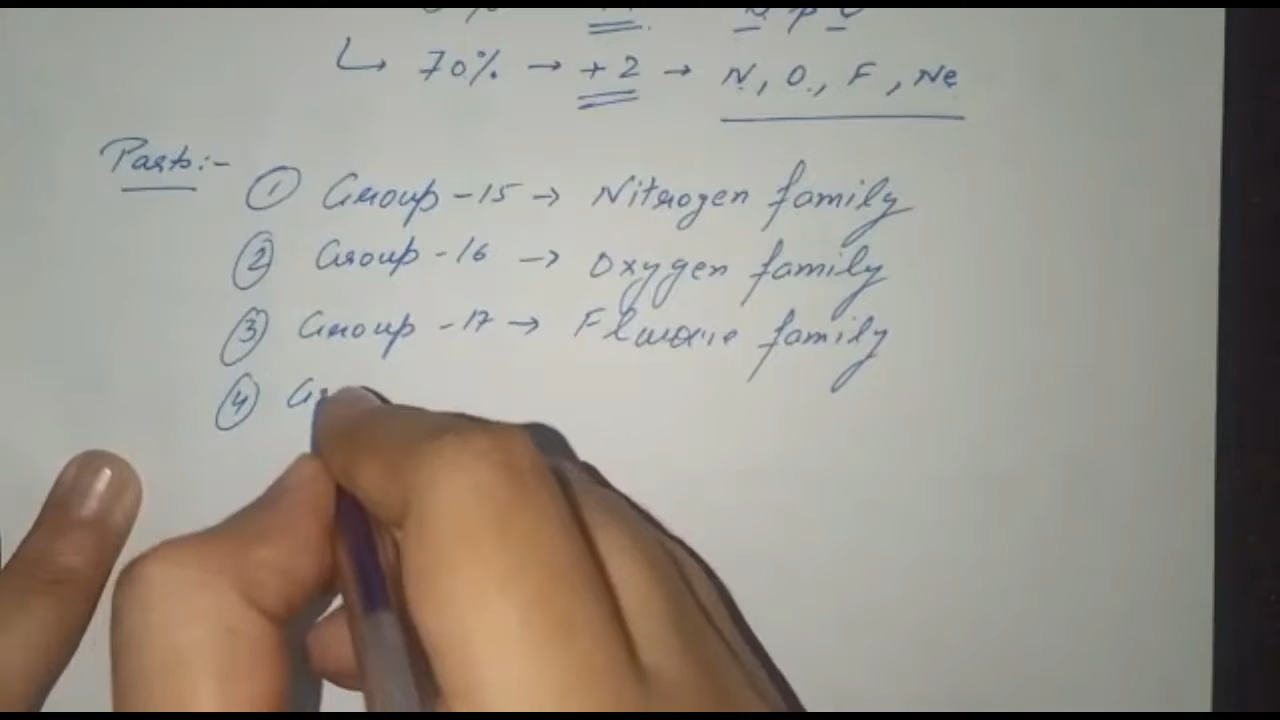 ↳ 70% → +2 → N, O, F, Ne
Parts:-
① Group-15 → Nitrogen family
② Group-16 → Oxygen family
③ Group-17 → Fluorine family
④ Gr